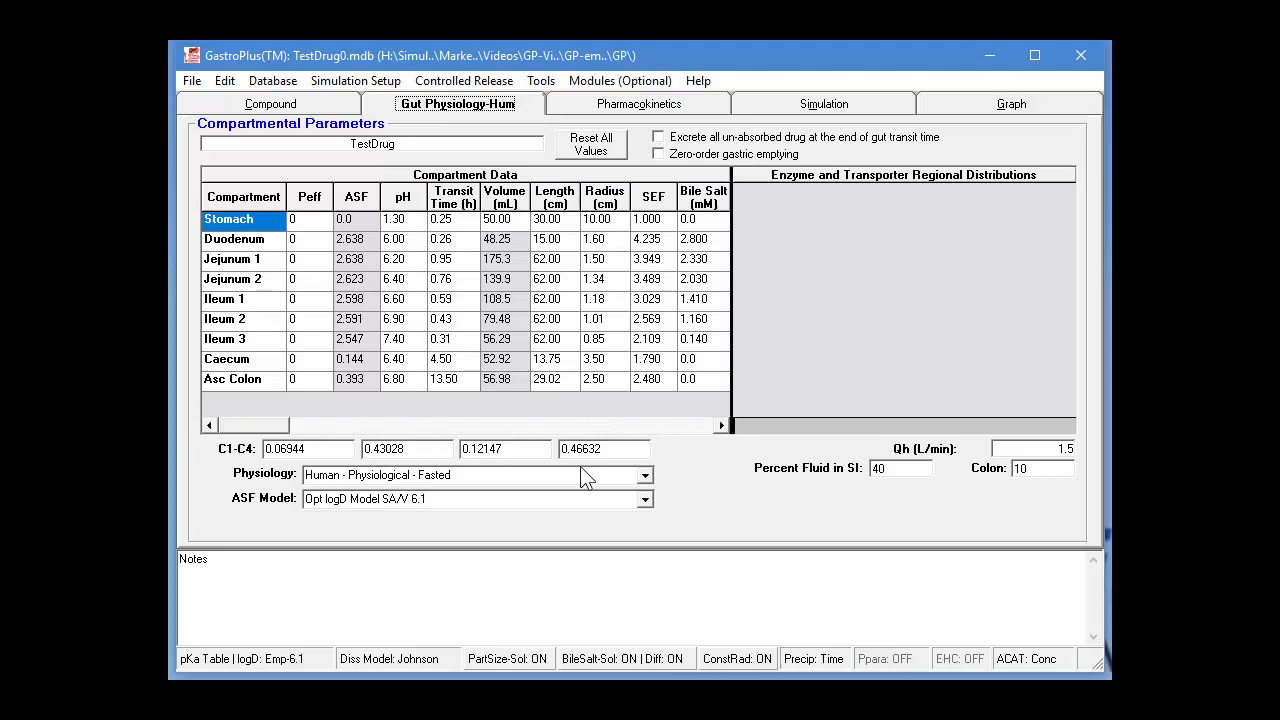 GastroPlus(TM): TestDrug0.mdb (H:\Simul..\Marke..\Videos\GP-Vi..\GP-em..\GP\)
File Edit Database Simulation Setup Controlled Release Tools Modules (Optional) Help
Compound Gut Physiology-Hum Pharmacokinetics Simulation Graph
Compartmental Parameters
TestDrug
Reset All Values
Excrete all un-absorbed drug at the end of gut transit time
Zero-order gastric emptying
Compartment Data Enzyme and Transporter Regional Distributions
Compartment Peff ASF pH Transit Time (h) Volume (mL) Length (cm) Radius (cm) SEF Bile Salt (mM)
Stomach 0 0.0 1.30 0.25 50.00 30.00 10.00 1.000 0.0
Duodenum 0 2.638 6.00 0.26 48.25 15.00 1.60 4.235 2.800
Jejunum 1 0 2.638 6.20 0.95 175.3 62.00 1.50 3.949 2.330
Jejunum 2 0 2.623 6.40 0.76 139.9 62.00 1.34 3.489 2.030
Ileum 1 0 2.598 6.60 0.59 108.5 62.00 1.18 3.029 1.410
Ileum 2 0 2.591 6.90 0.43 79.48 62.00 1.01 2.569 1.160
Ileum 3 0 2.547 7.40 0.31 56.29 62.00 0.85 2.109 0.140
Caecum 0 0.144 6.40 4.50 52.92 13.75 3.50 1.790 0.0
Asc Colon 0 0.393 6.80 13.50 56.98 29.02 2.50 2.480 0.0
C1-C4: 0.06944 0.43028 0.12147 0.46632 Qh (L/min): 1.5
Physiology: Human - Physiological - Fasted Percent Fluid in SI: 40 Colon: 10
ASF Model: Opt logD Model SA/V 6.1
Notes
pKa Table | logD: Emp-6.1 Diss Model: Johnson PartSize-Sol: ON BileSalt-Sol: ON | Diff: ON ConstRad: ON Precip: Time Ppara: OFF EHC: OFF ACAT: Conc